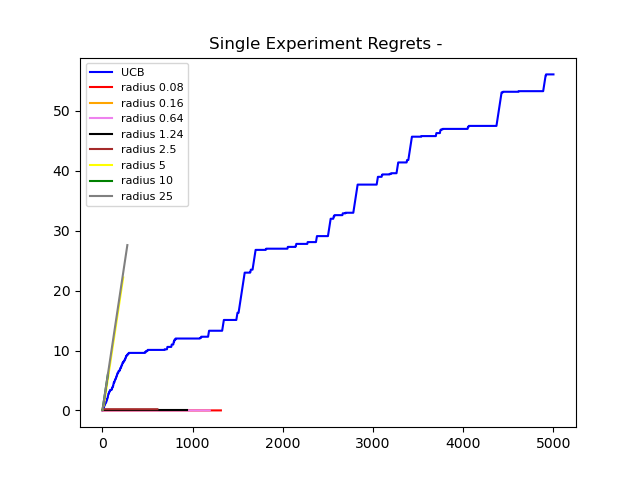 Single Experiment Regrets -
UCB
radius 0.08
radius 0.16
radius 0.64
radius 1.24
radius 2.5
radius 5
radius 10
radius 25
50
40
30
20
10
0
0 1000 2000 3000 4000 5000